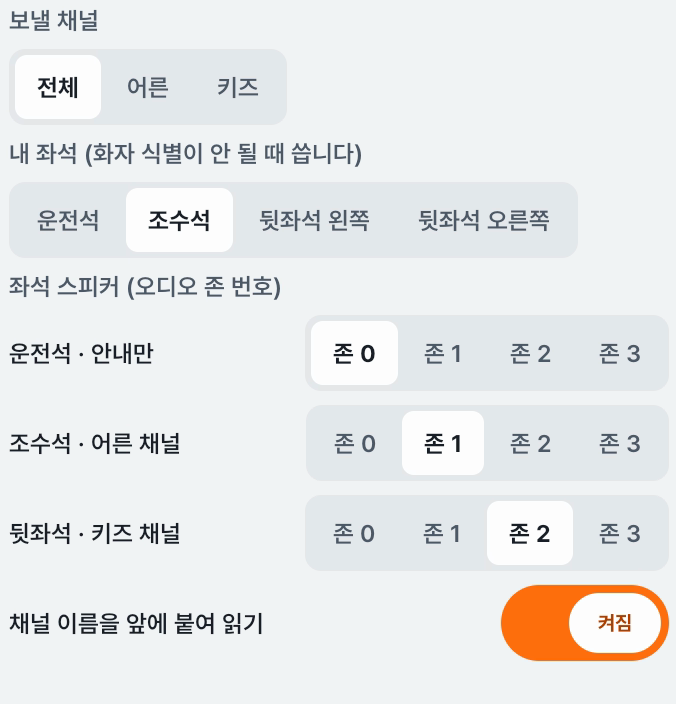 보낼 채널
전체 어른 키즈
내 좌석 (화자 식별이 안 될 때 씁니다)
운전석 조수석 뒷좌석 왼쪽 뒷좌석 오른쪽
좌석 스피커 (오디오 존 번호)
운전석 · 안내만 존 0 존 1 존 2 존 3
조수석 · 어른 채널 존 0 존 1 존 2 존 3
뒷좌석 · 키즈 채널 존 0 존 1 존 2 존 3
채널 이름을 앞에 붙여 읽기 켜짐